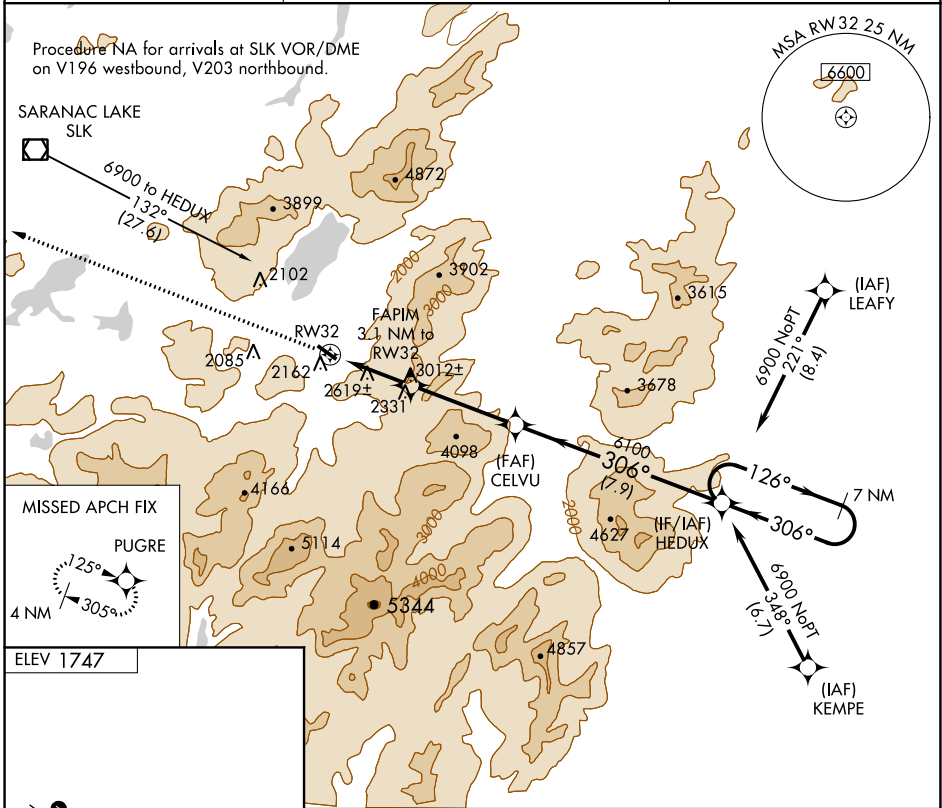 Procedure NA for arrivals at SLK VOR/DME
on V196 westbound, V203 northbound.
MSA RW32 25 NM
6600
SARANAC LAKE
SLK
6900 to HEDUX
132°
(27.6)
3899
4872
2102
2000
3902
3000
3615
(IAF)
LEAFY
6900 NoPT
221°
(8.4)
RW32
FAPIM
3.1 NM to
RW32
2085
2162
2619±
3012±
2331
3678
4098
(FAF)
CELVU
6100
306°
(7.9)
126°
7 NM
306°
(IF/IAF)
HEDUX
2000
4627
4166
3000
5114
4000
5344
4857
6900 NoPT
348°
(6.7)
(IAF)
KEMPE
MISSED APCH FIX
PUGRE
125°
305°
4 NM
ELEV 1747